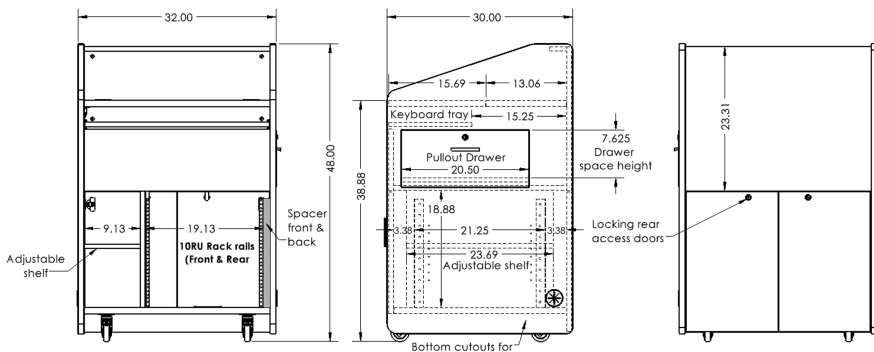 32.00
48.00
9.13
19.13
10RU Rack rails
(Front & Rear
Spacer
front &
back
Adjustable
shelf
30.00
15.69
13.06
Keyboard tray
15.25
7.625
Drawer
space height
Pullout Drawer
20.50
38.88
18.88
3.38
21.25
3.38
23.69
Adjustable shelf
Bottom cutouts for
23.31
Locking rear
access doors